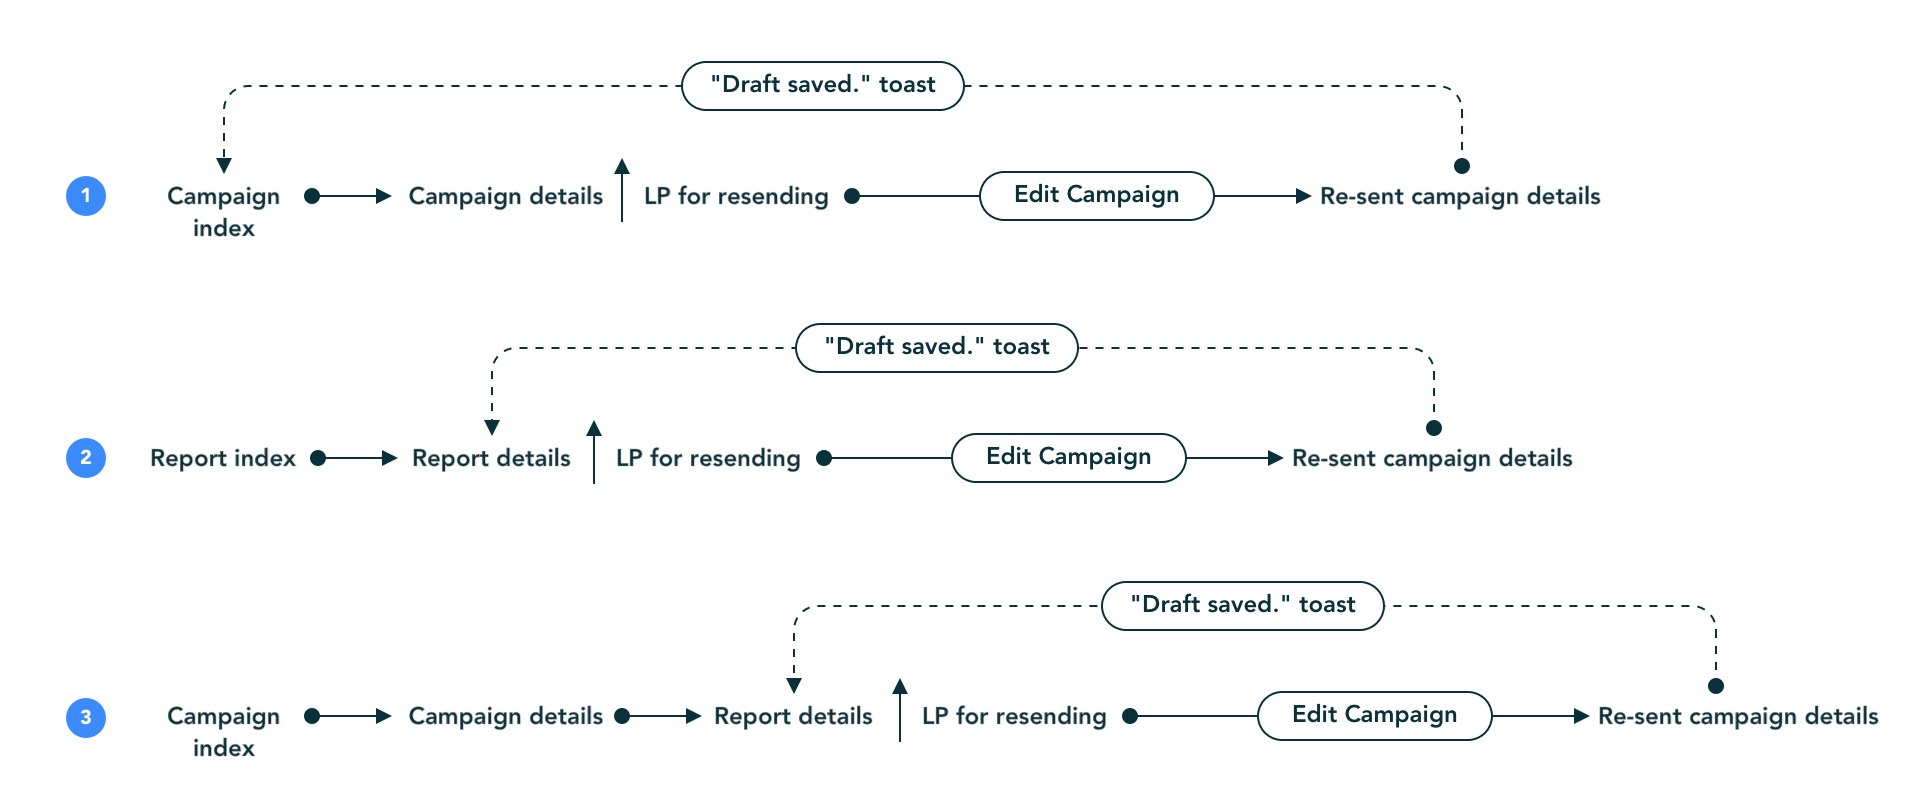 "Draft saved." toast
1
Campaign
index
Campaign details
LP for resending
Edit Campaign
Re-sent campaign details
"Draft saved." toast
2
Report index
Report details
LP for resending
Edit Campaign
Re-sent campaign details
"Draft saved." toast
3
Campaign
index
Campaign details
Report details
LP for resending
Edit Campaign
Re-sent campaign details